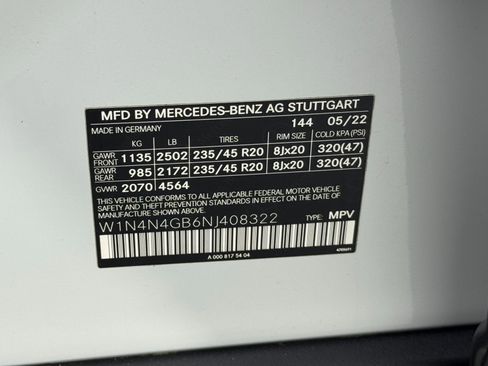 MFD BY MERCEDES-BENZ AG STUTTGART
MADE IN GERMANY 144 05/22
KG LB TIRES RIM SIZE COLD KPA (PSI)
GAWR FRONT 1135 2502 235/45 R20 8Jx20 320(47)
GAWR REAR 985 2172 235/45 R20 8Jx20 320(47)
GVWR 2070 4564
THIS VEHICLE CONFORMS TO ALL APPLICABLE FEDERAL MOTOR VEHICLE SAFETY,
BUMPER, AND THEFT PREVENTION STANDARDS IN EFFECT ON THE DATE OF
MANUFACTURE SHOWN ABOVE.
W1N4N4GB6NJ408322 TYPE: MPV
A 000 817 54 04